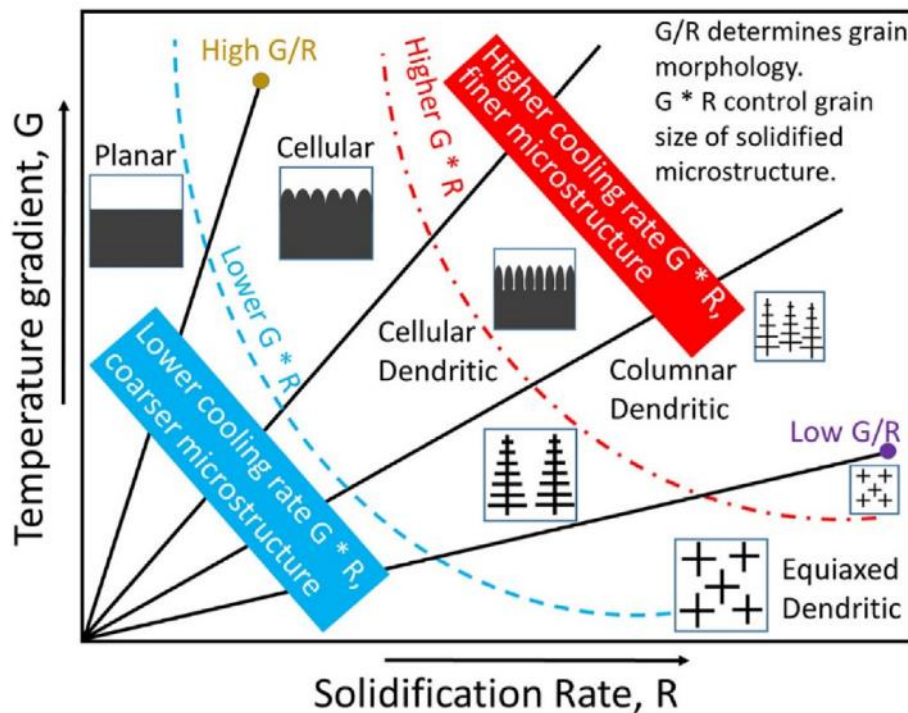 High G/R
Higher G * R
Higher cooling rate G * R,
finer microstructure
G/R determines grain
morphology.
G * R control grain
size of solidified
microstructure.
Temperature gradient, G
Planar
Cellular
Lower G * R
Lower cooling rate G * R,
coarser microstructure
Cellular
Dendritic
Columnar
Dendritic
Low G/R
Equiaxed
Dendritic
Solidification Rate, R